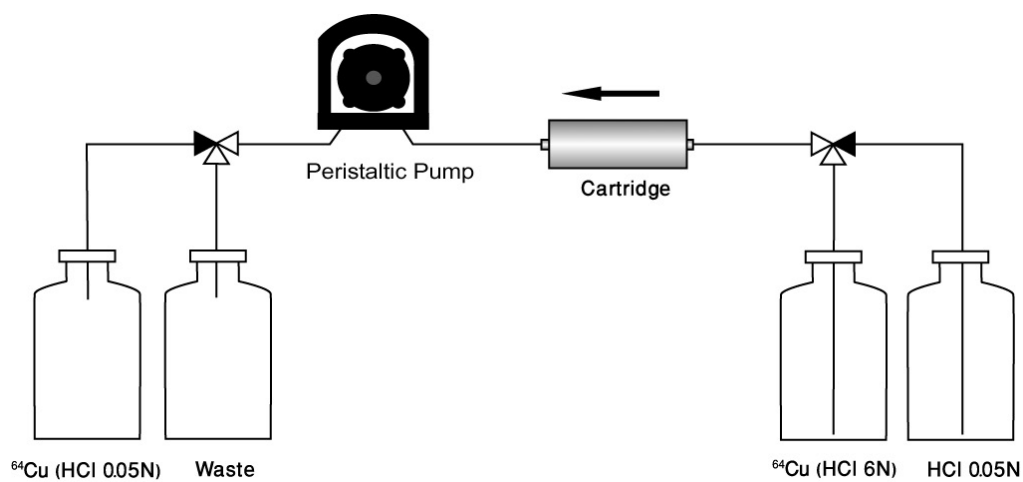 Peristaltic Pump
Cartridge
⁶⁴Cu (HCl 0.05N)
Waste
⁶⁴Cu (HCl 6N)
HCl 0.05N